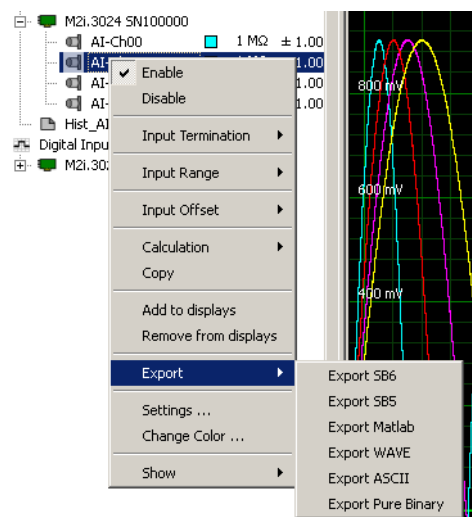 M2i.3024 SN100000
AI-Ch00 1 MΩ ± 1.00
AI-
AI- 1.00
AI- 1.00
Hist_AI
Digital Inpu
M2i.302
Enable
Disable
Input Termination
Input Range
Input Offset
Calculation
Copy
Add to displays
Remove from displays
Export
Settings ...
Change Color ...
Show
Export SB6
Export SB5
Export Matlab
Export WAVE
Export ASCII
Export Pure Binary
800 mV
600 mV
400 mV